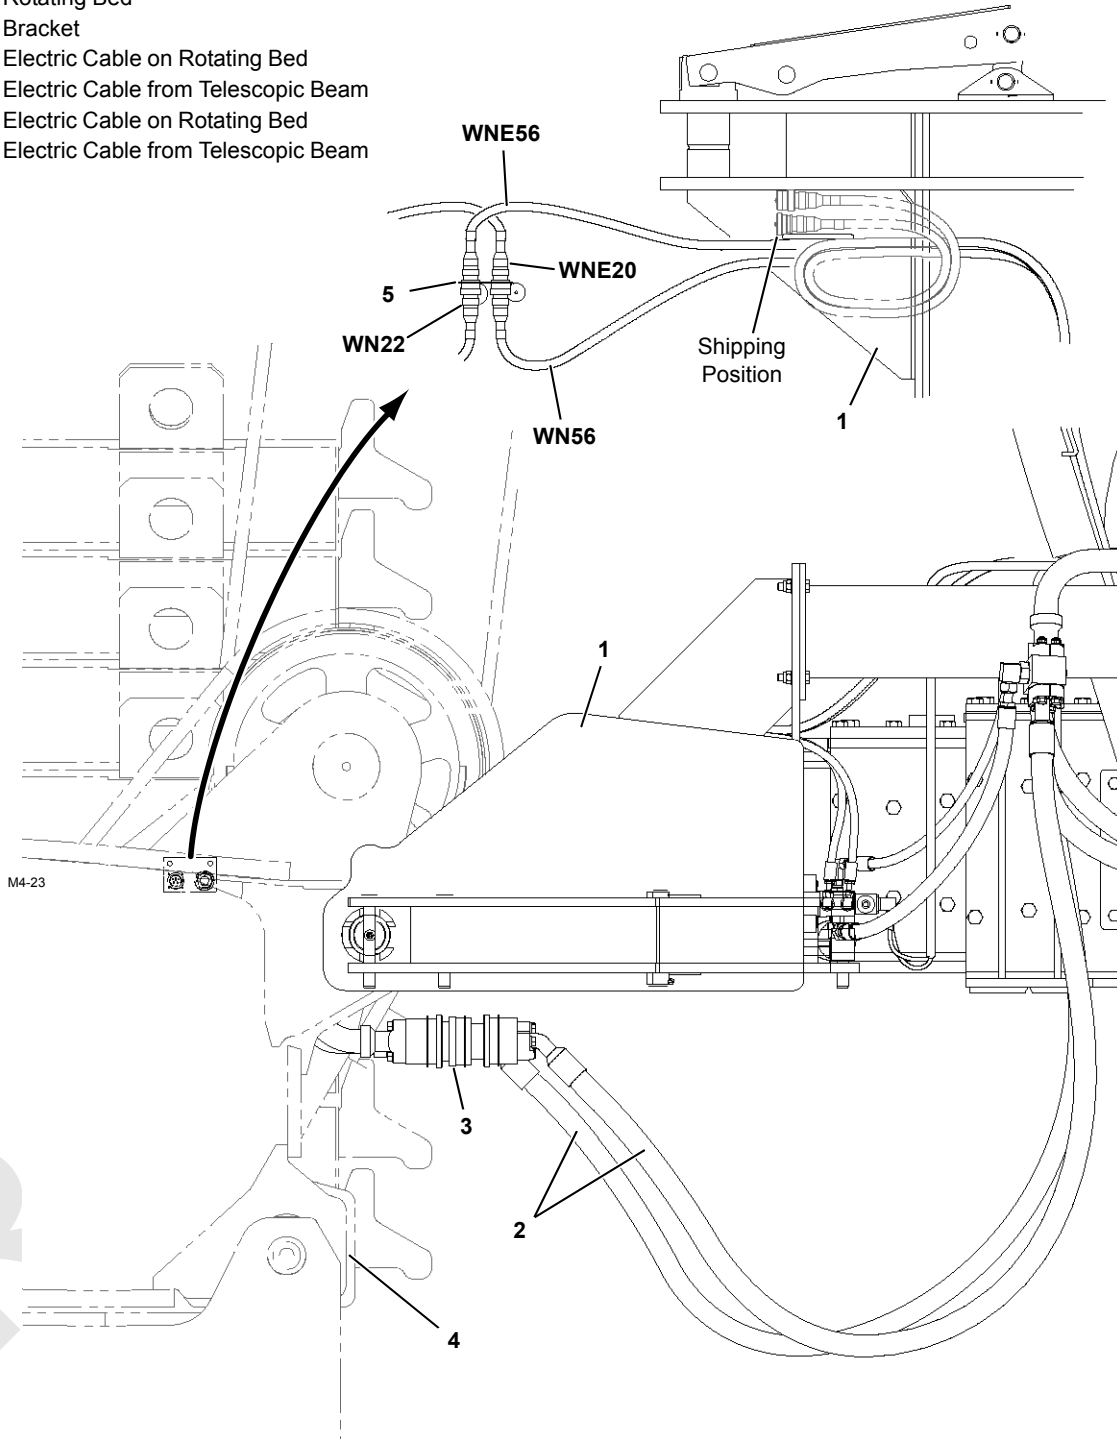 Rotating Bed
Bracket
Electric Cable on Rotating Bed
Electric Cable from Telescopic Beam
Electric Cable on Rotating Bed
Electric Cable from Telescopic Beam
WNE56
WNE20
5
WN22
Shipping
Position
1
WN56
1
M4-23
3
2
4